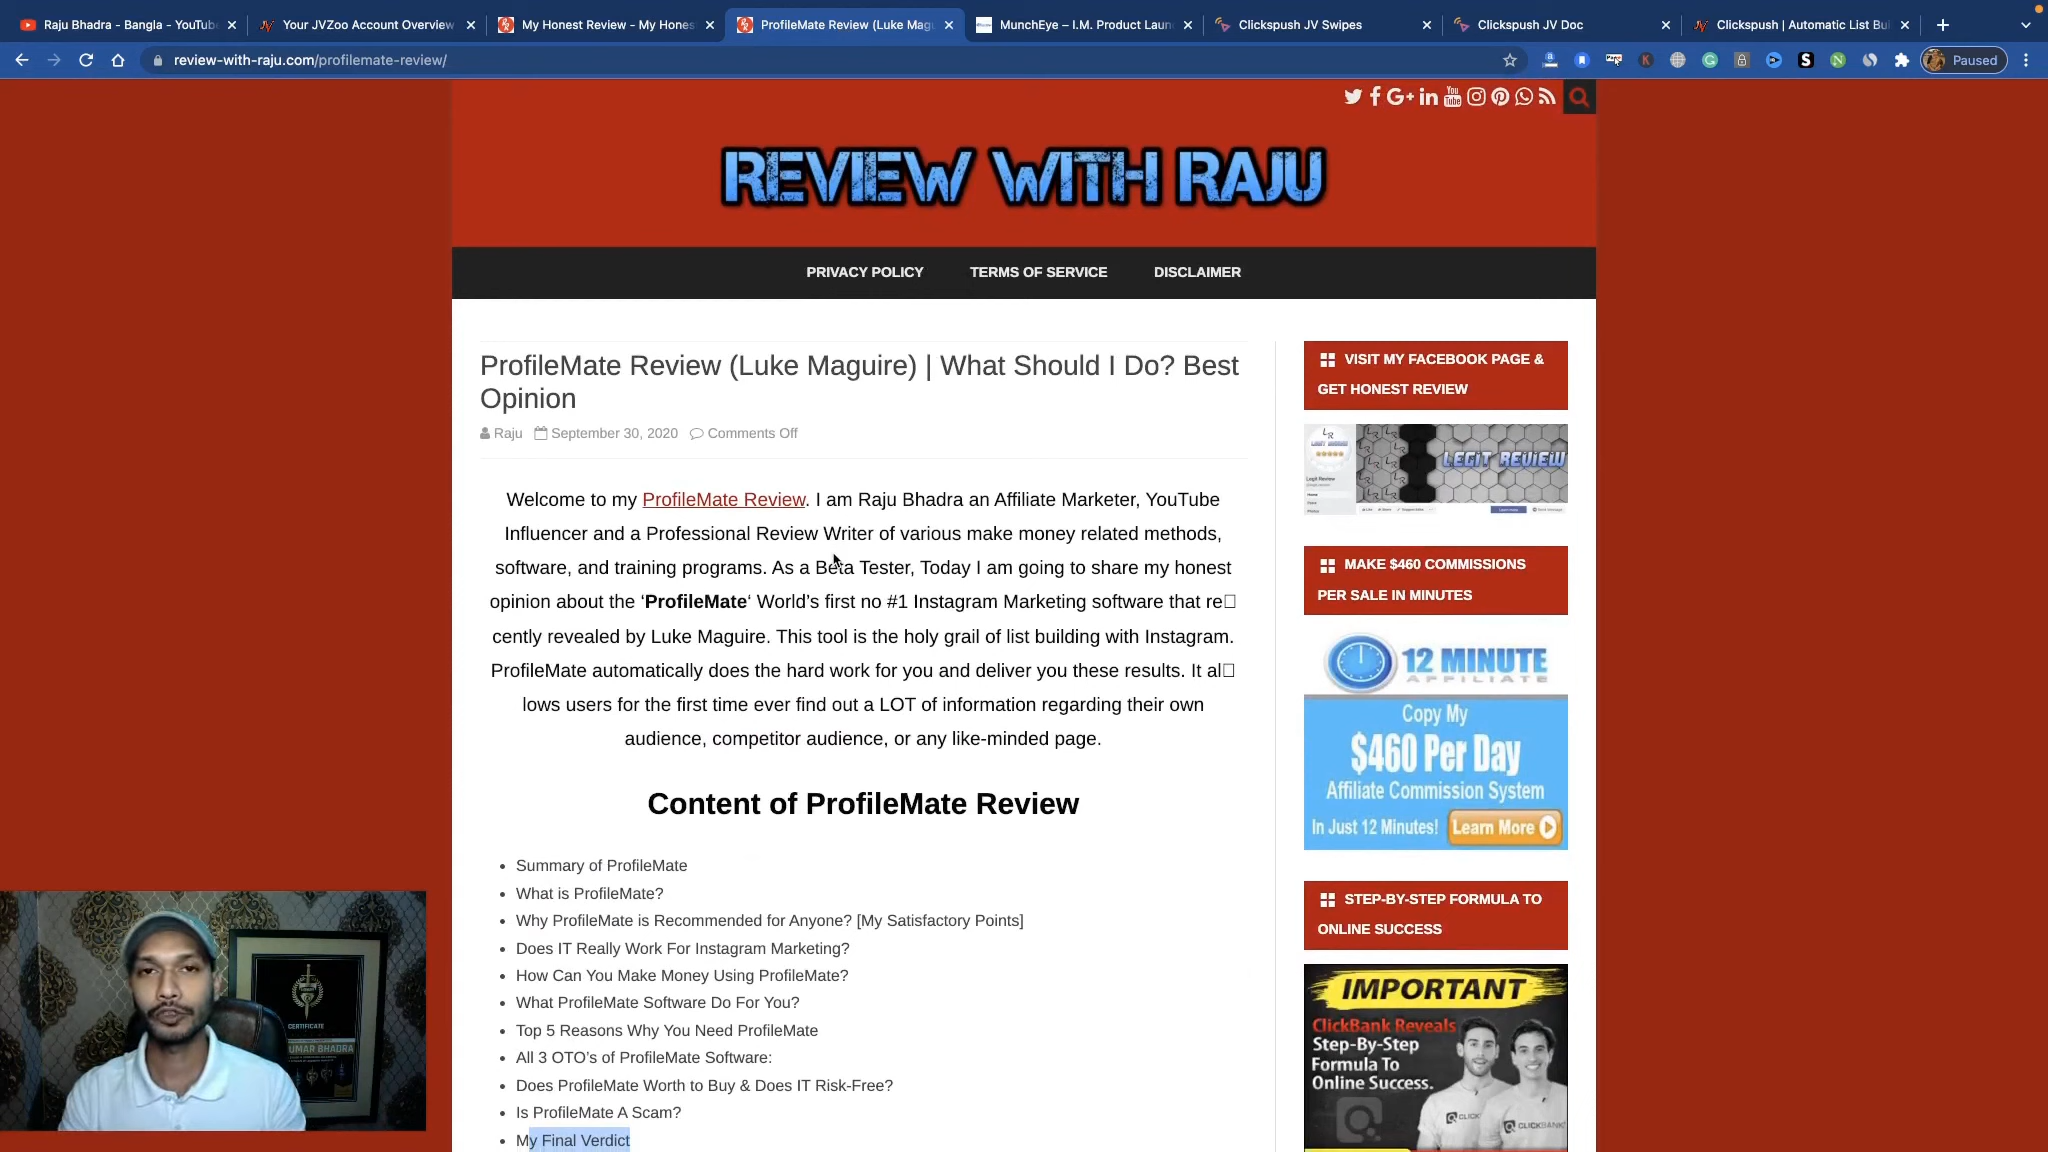 Raju Bhadra - Bangla - YouTube
Your JVZoo Account Overview
My Honest Review - My Hones
ProfileMate Review (Luke Magu
MunchEye – I.M. Product Laun
Clickspush JV Swipes
Clickspush JV Doc
Clickspush | Automatic List Bui
review-with-raju.com/profilemate-review/
Paused
REVIEW WITH RAJU
PRIVACY POLICY
TERMS OF SERVICE
DISCLAIMER
ProfileMate Review (Luke Maguire) | What Should I Do? Best
Opinion
Raju
September 30, 2020
Comments Off
Welcome to my ProfileMate Review. I am Raju Bhadra an Affiliate Marketer, YouTube
Influencer and a Professional Review Writer of various make money related methods,
software, and training programs. As a Beta Tester, Today I am going to share my honest
opinion about the ‘ProfileMate‘ World’s first no #1 Instagram Marketing software that re
cently revealed by Luke Maguire. This tool is the holy grail of list building with Instagram.
ProfileMate automatically does the hard work for you and deliver you these results. It al
lows users for the first time ever find out a LOT of information regarding their own
audience, competitor audience, or any like-minded page.
Content of ProfileMate Review
• Summary of ProfileMate
• What is ProfileMate?
• Why ProfileMate is Recommended for Anyone? [My Satisfactory Points]
• Does IT Really Work For Instagram Marketing?
• How Can You Make Money Using ProfileMate?
• What ProfileMate Software Do For You?
• Top 5 Reasons Why You Need ProfileMate
• All 3 OTO’s of ProfileMate Software:
• Does ProfileMate Worth to Buy & Does IT Risk-Free?
• Is ProfileMate A Scam?
• My Final Verdict
VISIT MY FACEBOOK PAGE &
GET HONEST REVIEW
LR
LEGIT REVIEW
Legit Review
MAKE $460 COMMISSIONS
PER SALE IN MINUTES
12 MINUTE
AFFILIATE
Copy My
$460 Per Day
Affiliate Commission System
In Just 12 Minutes!
Learn More
STEP-BY-STEP FORMULA TO
ONLINE SUCCESS
IMPORTANT
ClickBank Reveals
Step-By-Step
Formula To
Online Success.
CERTIFICATE
UMAR BHADRA